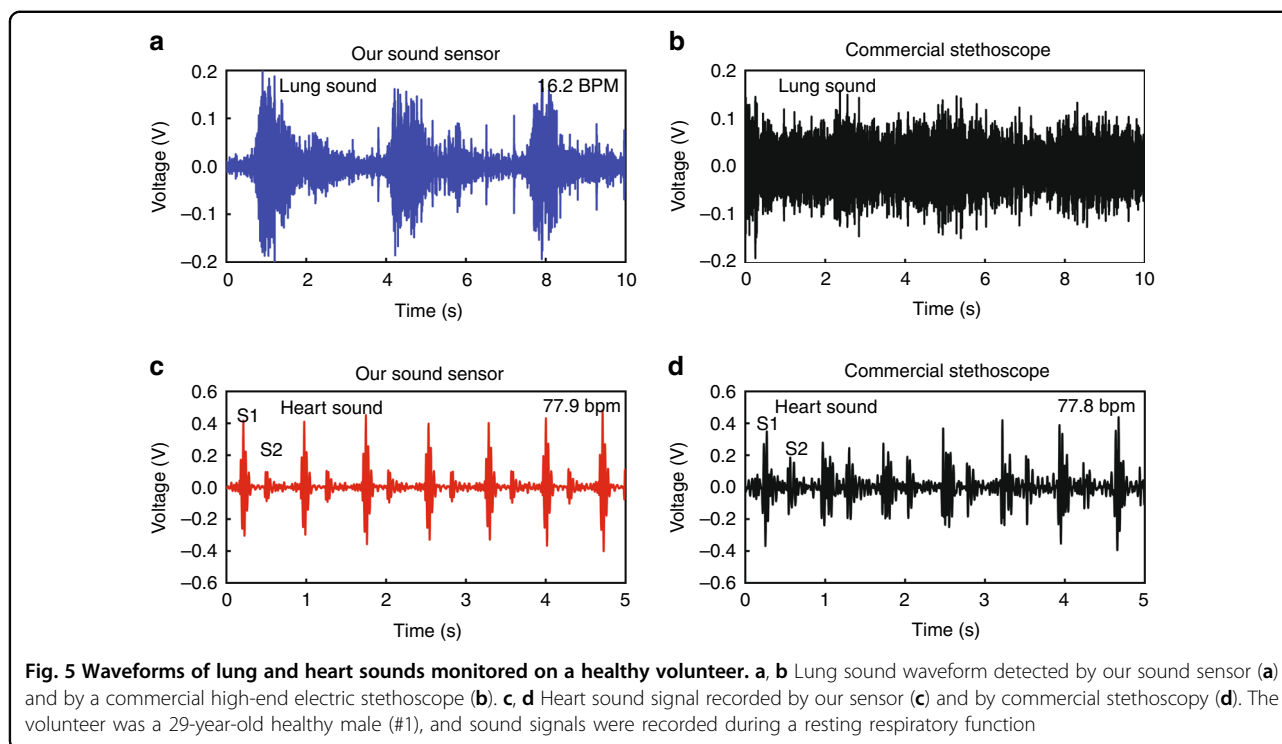 a
Our sound sensor
0.2
0.1
0.0
–0.1
–0.2
Voltage (V)
Lung sound
16.2 BPM
0 2 4 6 8 10
Time (s)
b
Commercial stethoscope
0.2
0.1
0.0
–0.1
–0.2
Voltage (V)
Lung sound
0 2 4 6 8 10
Time (s)
c
Our sound sensor
0.6
0.4
0.2
0.0
–0.2
–0.4
–0.6
Voltage (V)
Heart sound
77.9 bpm
S1
S2
0 1 2 3 4 5
Time (s)
d
Commercial stethoscope
0.6
0.4
0.2
0.0
–0.2
–0.4
–0.6
Voltage (V)
Heart sound
77.8 bpm
S1
S2
0 1 2 3 4 5
Time (s)
Fig. 5 Waveforms of lung and heart sounds monitored on a healthy volunteer. a, b Lung sound waveform detected by our sound sensor (a)
and by a commercial high-end electric stethoscope (b). c, d Heart sound signal recorded by our sensor (c) and by commercial stethoscopy (d). The
volunteer was a 29-year-old healthy male (#1), and sound signals were recorded during a resting respiratory function